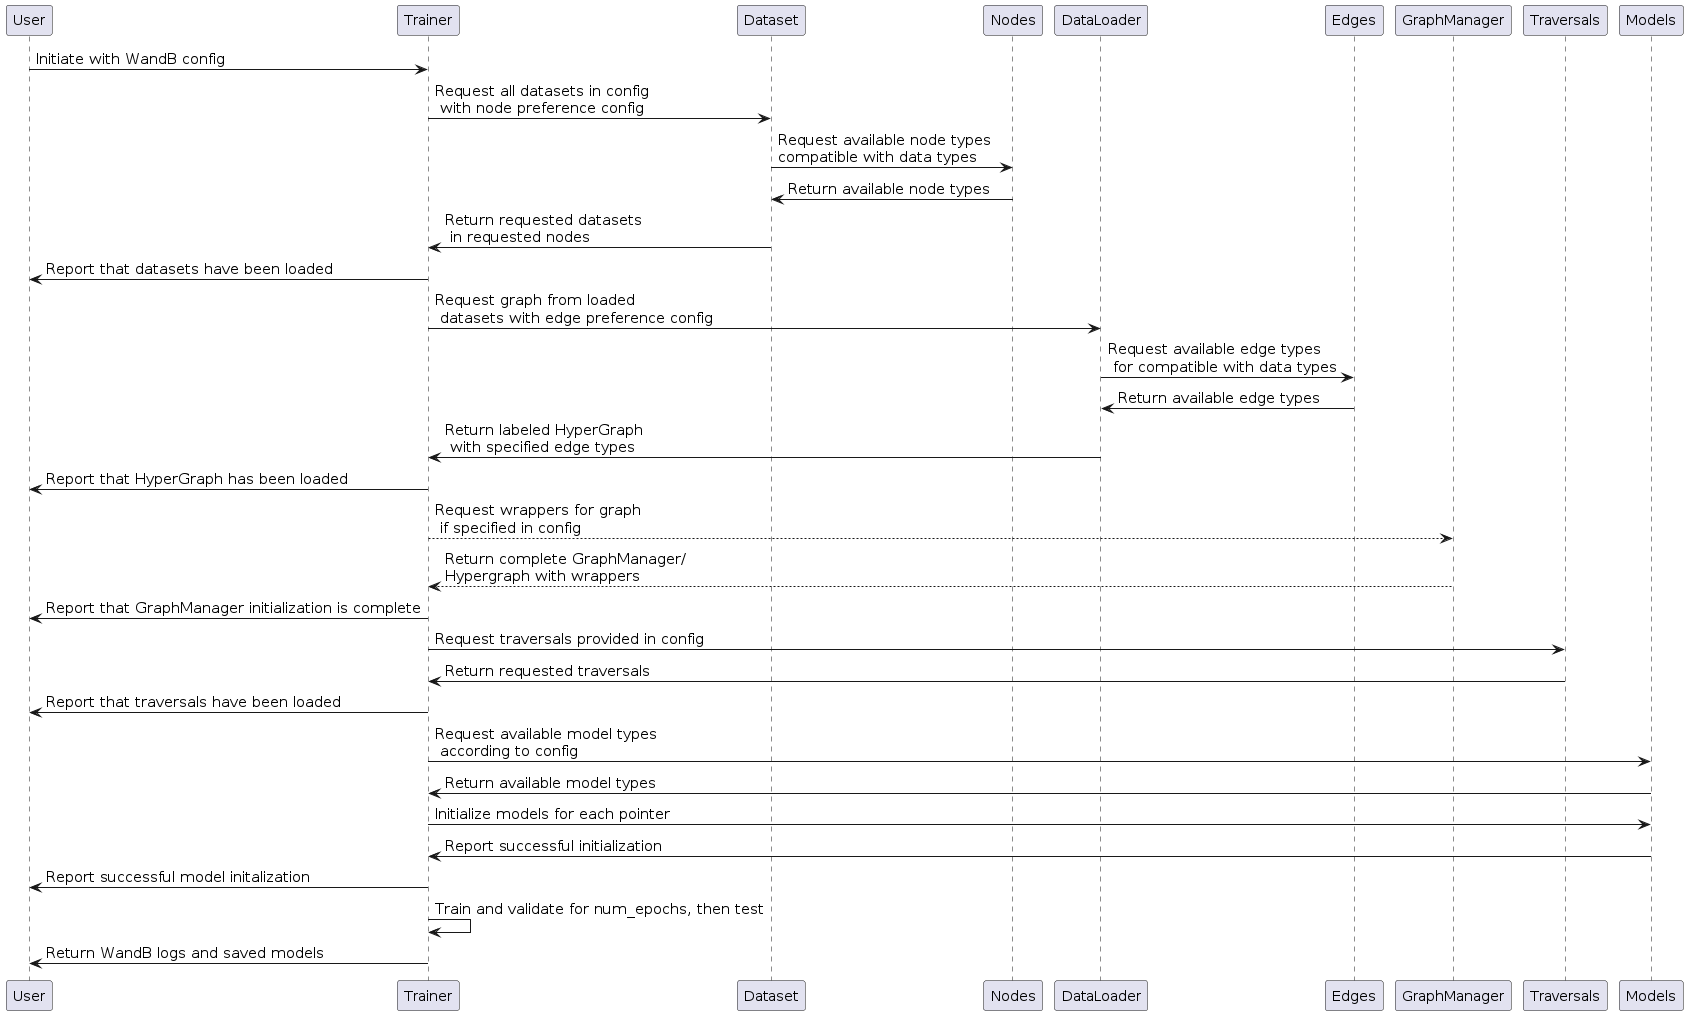 User Trainer Dataset Nodes DataLoader Edges GraphManager Traversals Models
Initiate with WandB config
Request all datasets in config
with node preference config
Request available node types
compatible with data types
Return available node types
Return requested datasets
in requested nodes
Report that datasets have been loaded
Request graph from loaded
datasets with edge preference config
Request available edge types
for compatible with data types
Return available edge types
Return labeled HyperGraph
with specified edge types
Report that HyperGraph has been loaded
Request wrappers for graph
if specified in config
Return complete GraphManager/
Hypergraph with wrappers
Report that GraphManager initialization is complete
Request traversals provided in config
Return requested traversals
Report that traversals have been loaded
Request available model types
according to config
Return available model types
Initialize models for each pointer
Report successful initialization
Report successful model initalization
Train and validate for num_epochs, then test
Return WandB logs and saved models
User Trainer Dataset Nodes DataLoader Edges GraphManager Traversals Models